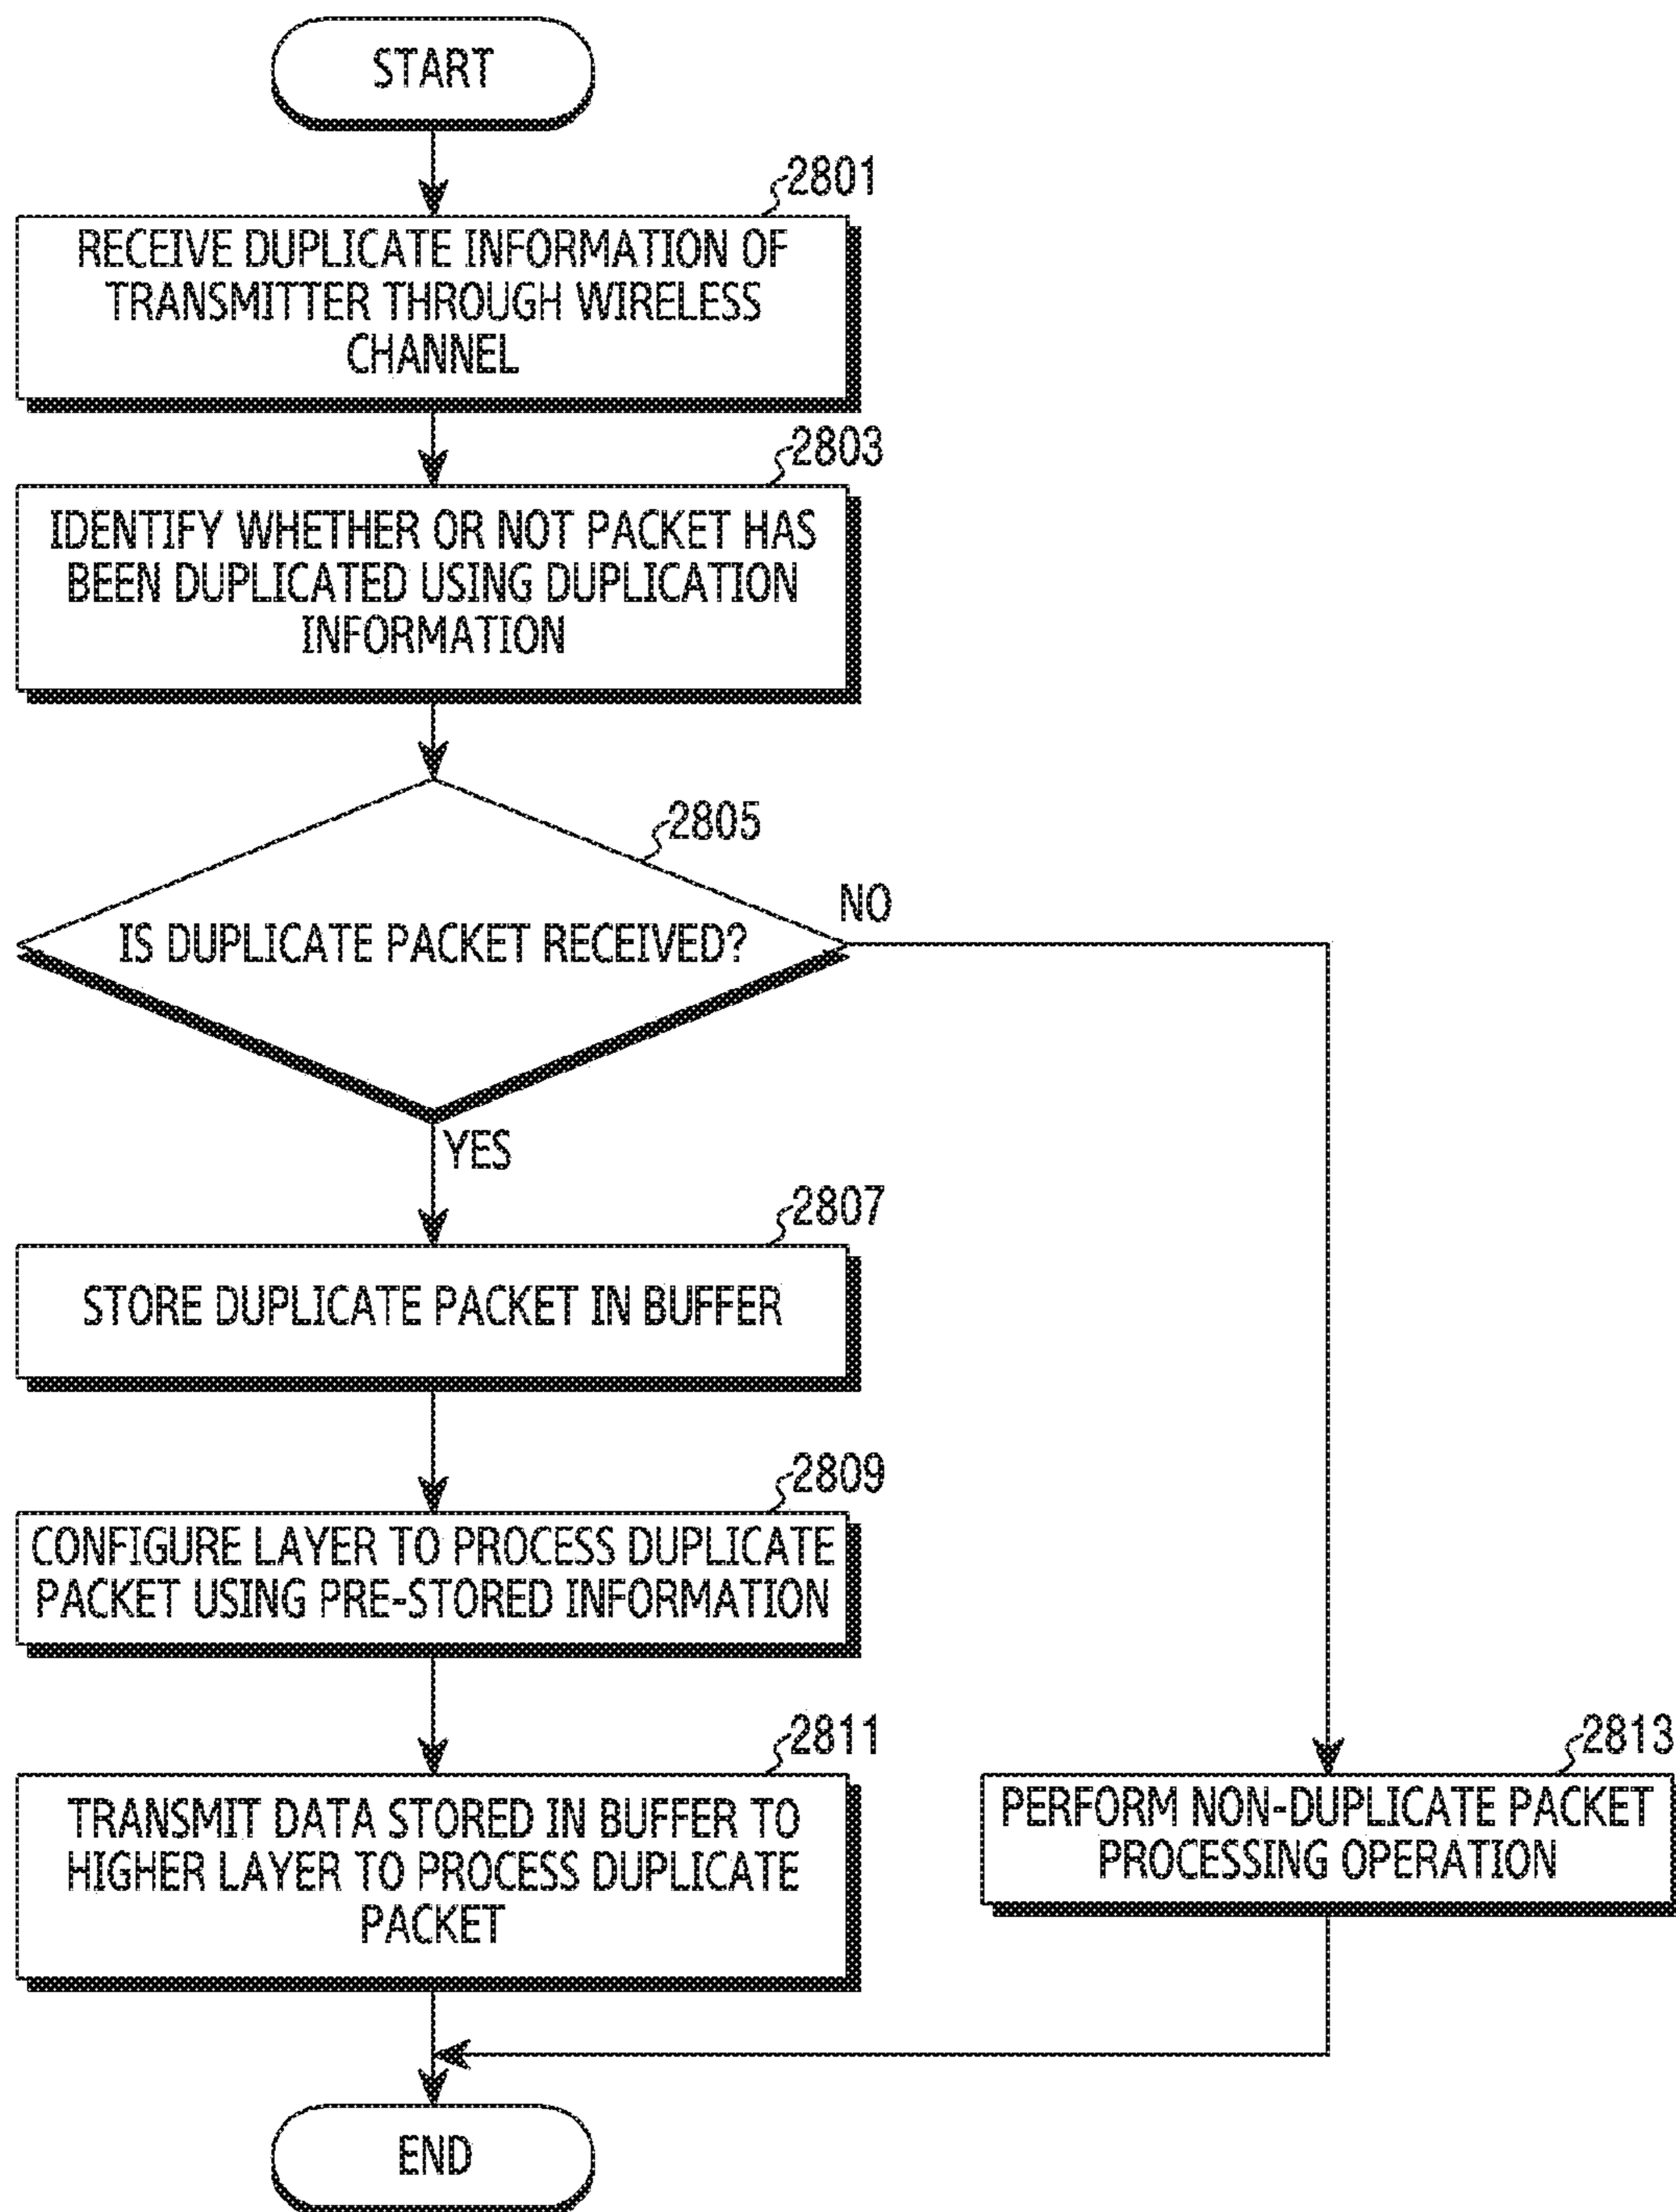 START
2801
RECEIVE DUPLICATE INFORMATION OF
TRANSMITTER THROUGH WIRELESS
CHANNEL
2803
IDENTIFY WHETHER OR NOT PACKET HAS
BEEN DUPLICATED USING DUPLICATION
INFORMATION
2805
NO
IS DUPLICATE PACKET RECEIVED?
YES
2807
STORE DUPLICATE PACKET IN BUFFER
2809
CONFIGURE LAYER TO PROCESS DUPLICATE
PACKET USING PRE-STORED INFORMATION
2811
TRANSMIT DATA STORED IN BUFFER TO
HIGHER LAYER TO PROCESS DUPLICATE
PACKET
2813
PERFORM NON-DUPLICATE PACKET
PROCESSING OPERATION
END